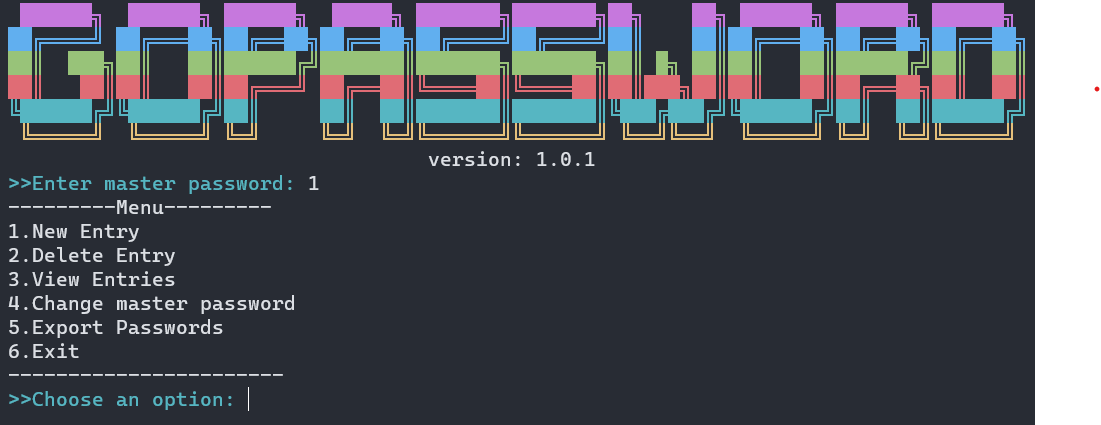 GOPASSWORD
version: 1.0.1
>>Enter master password: 1
---------Menu---------
1.New Entry
2.Delete Entry
3.View Entries
4.Change master password
5.Export Passwords
6.Exit
-----------------------
>>Choose an option: